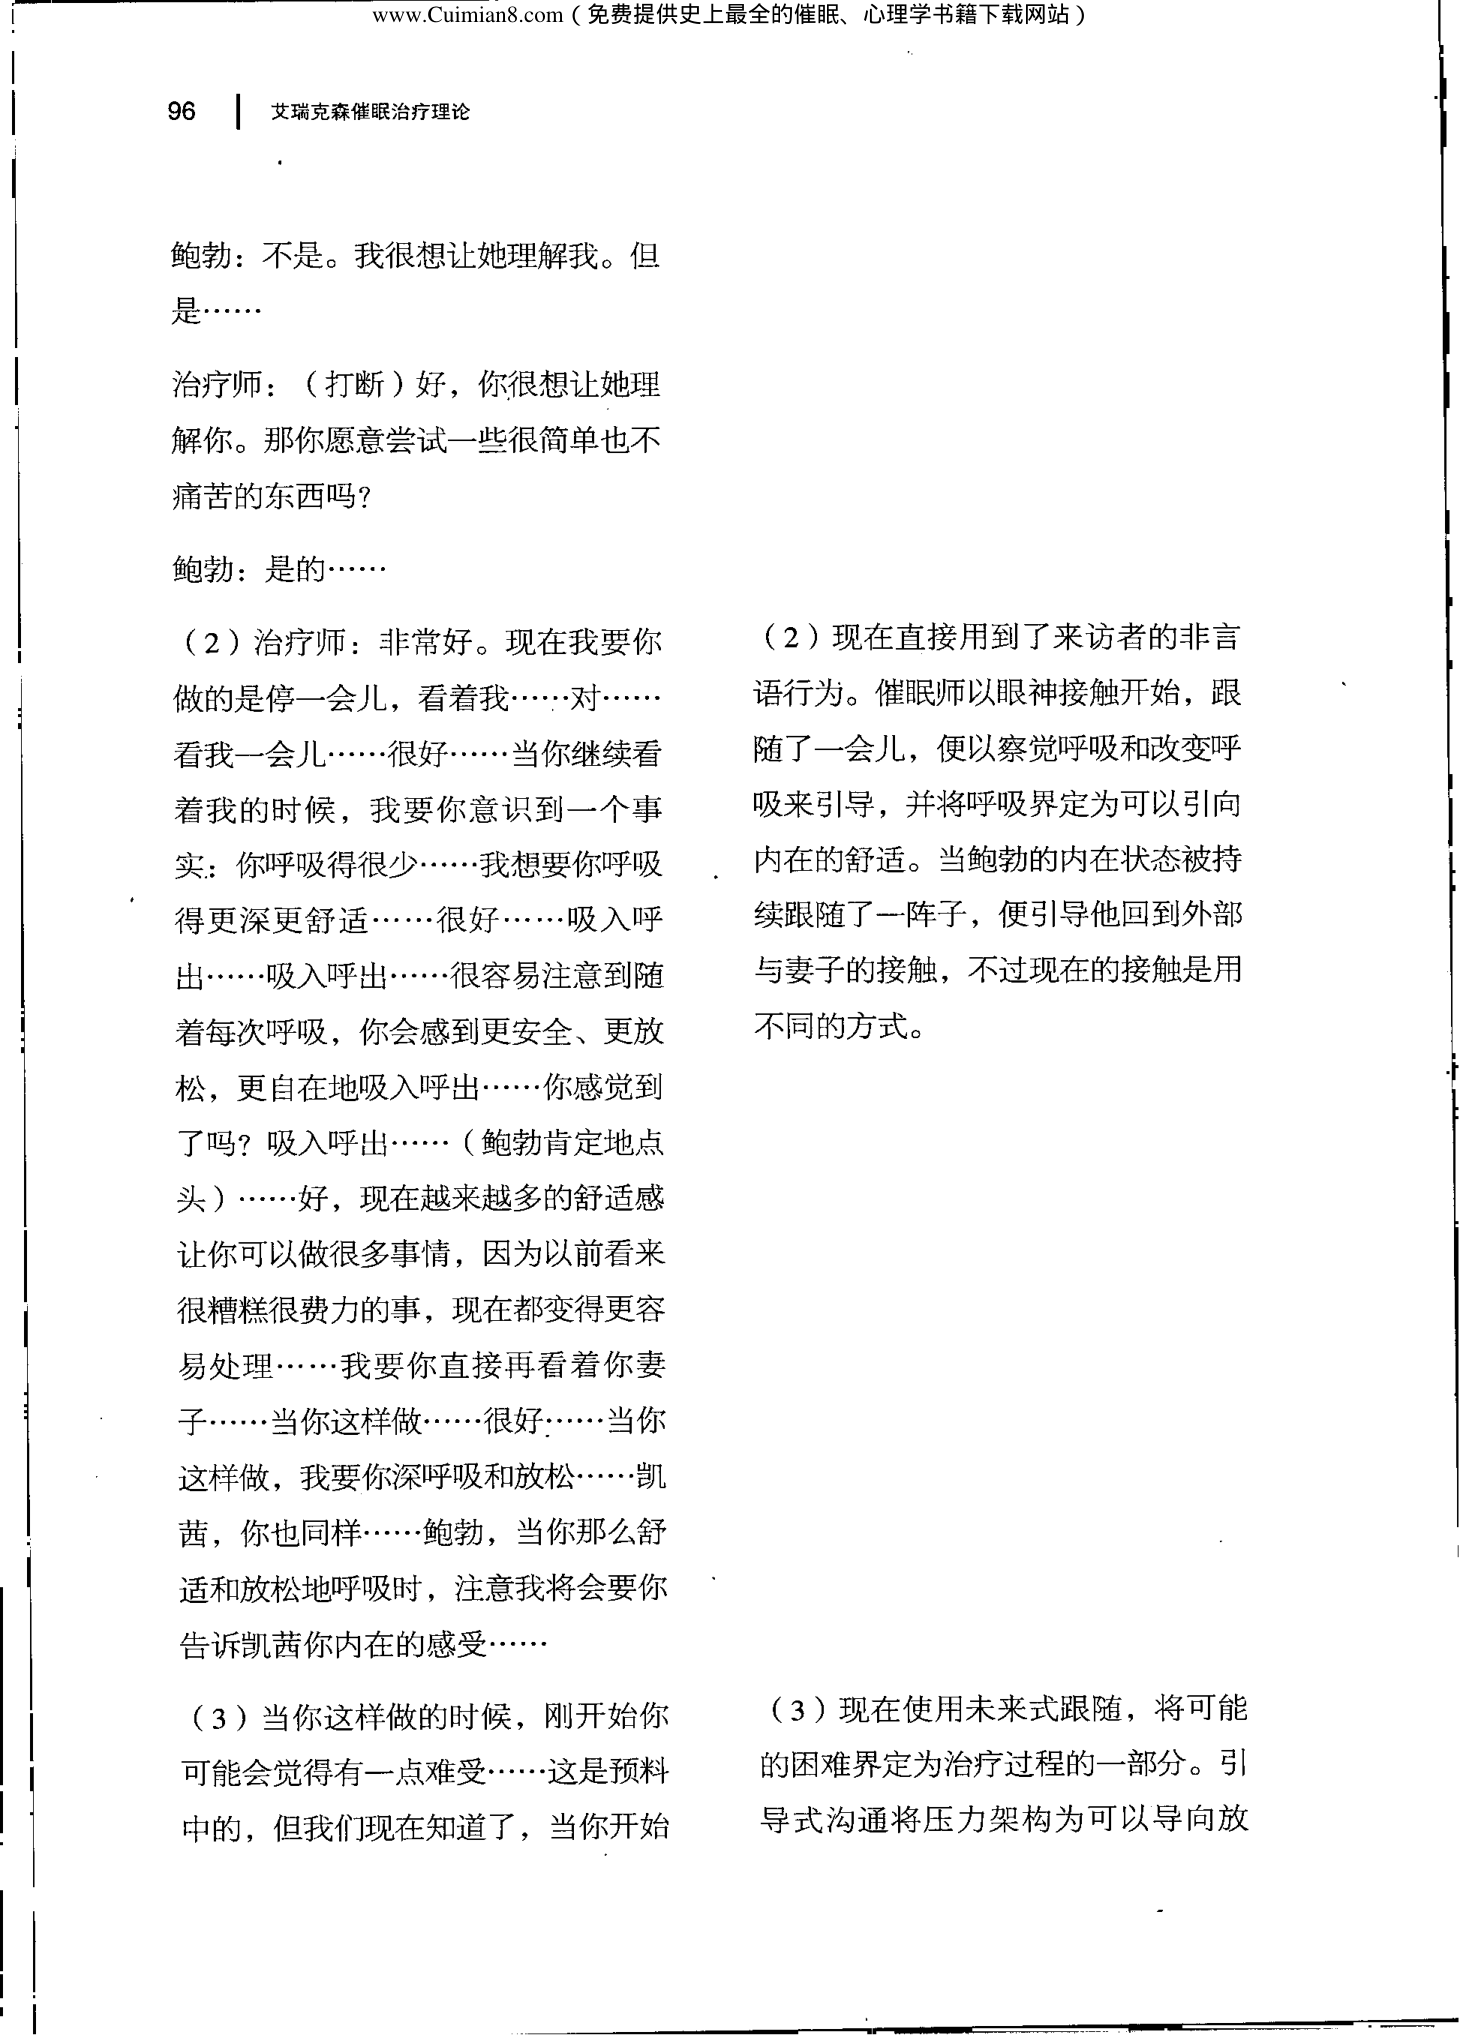 www.Cuimian8.com（免费提供史上最全的催眠、心理学书籍下载网站）
96 艾瑞克森催眠治疗理论
鲍勃：不是。我很想让她理解我。但
是……
治疗师：（打断）好，你很想让她理
解你。那你愿意尝试一些很简单也不
痛苦的东西吗？
鲍勃：是的……
（2）治疗师：非常好。现在我要你
做的是停一会儿，看着我……对……
看我一会儿……很好……当你继续看
着我的时候，我要你意识到一个事
实：你呼吸得很少……我想要你呼吸
得更深更舒适……很好……吸入呼
出……吸入呼出……很容易注意到随
着每次呼吸，你会感到更安全、更放
松，更自在地吸入呼出……你感觉到
了吗？吸入呼出……（鲍勃肯定地点
头）……好，现在越来越多的舒适感
让你可以做很多事情，因为以前看来
很糟糕很费力的事，现在都变得更容
易处理……我要你直接再看着你妻
子……当你这样做……很好……当你
这样做，我要你深呼吸和放松……凯
茜，你也同样……鲍勃，当你那么舒
适和放松地呼吸时，注意我将会要你
告诉凯茜你内在的感受……
（3）当你这样做的时候，刚开始你
可能会觉得有一点难受……这是预料
中的，但我们现在知道了，当你开始
（2）现在直接用到了来访者的非言
语行为。催眠师以眼神接触开始，跟
随了一会儿，便以察觉呼吸和改变呼
吸来引导，并将呼吸界定为可以引向
内在的舒适。当鲍勃的内在状态被持
续跟随了一阵子，便引导他回到外部
与妻子的接触，不过现在的接触是用
不同的方式。
（3）现在使用未来式跟随，将可能
的困难界定为治疗过程的一部分。引
导式沟通将压力架构为可以导向放